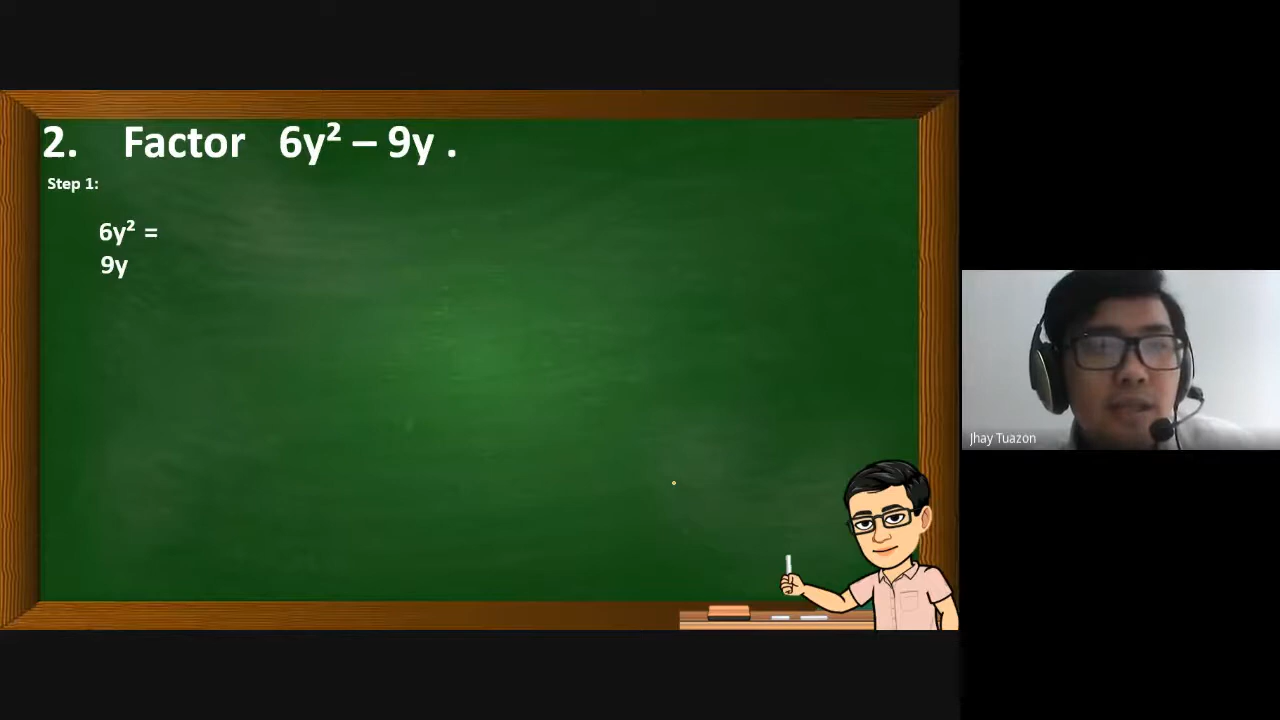 2. Factor 6y² – 9y .
Step 1:
6y² =
9y
Jhay Tuazon